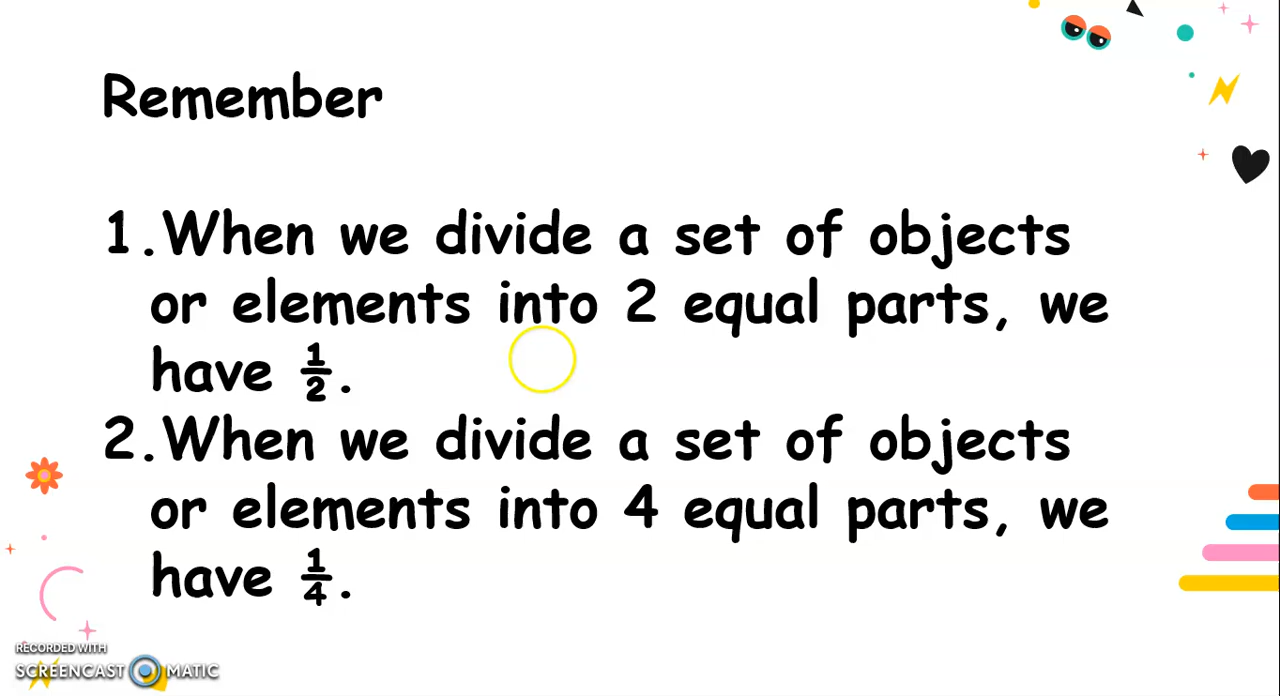 Remember
1.When we divide a set of objects
or elements into 2 equal parts, we
have ½.
2.When we divide a set of objects
or elements into 4 equal parts, we
have ¼.
RECORDED WITH
SCREENCAST MATIC